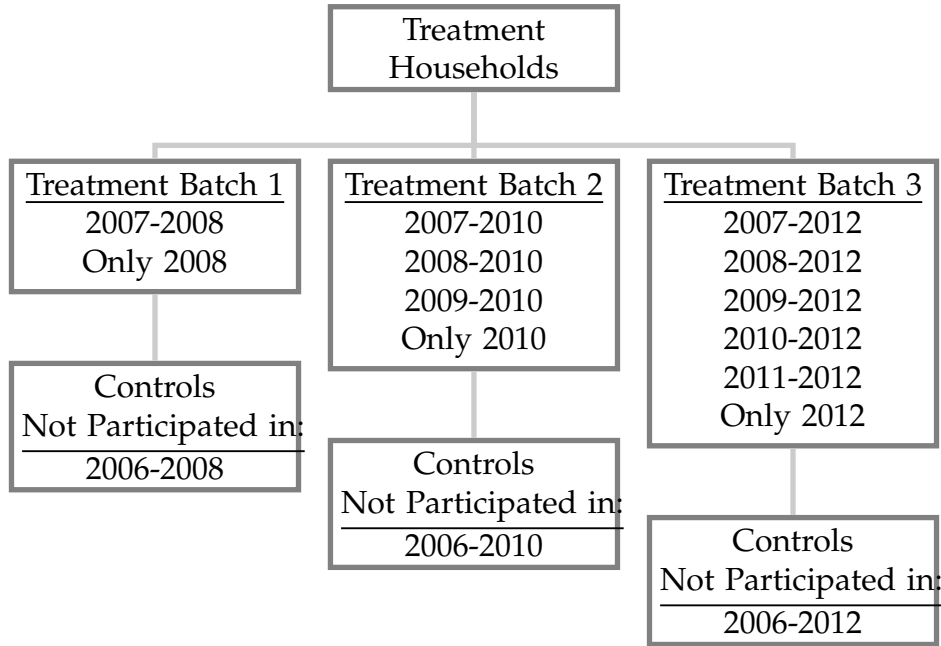 Treatment
Households
Treatment Batch 1
2007-2008
Only 2008
Controls
Not Participated in:
2006-2008
Treatment Batch 2
2007-2010
2008-2010
2009-2010
Only 2010
Controls
Not Participated in:
2006-2010
Treatment Batch 3
2007-2012
2008-2012
2009-2012
2010-2012
2011-2012
Only 2012
Controls
Not Participated in:
2006-2012